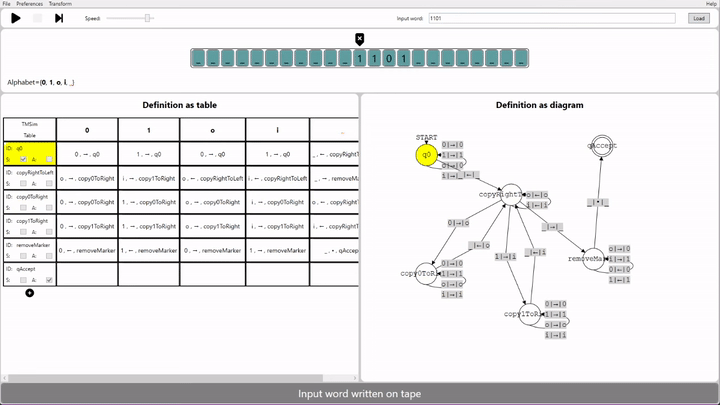 File Preferences Transform Help
Speed: Input word: 1101 Load
_ _ _ _ _ _ _ _ _ _ _ 1 1 0 1 _ _ _ _ _ _ _ _
Alphabet={0, 1, o, i, _}
Definition as table
TMSim
Table
0 1 o i _
ID: q0
S: A:
0 , → , q0 1 , → , q0 0 , → , q0 1 , → , q0 _ , ← , copyRightT
ID: copyRightToLeft
S: A:
o , → , copy0ToRight i , → , copy1ToRight o , ← , copyRightToLeft i , ← , copyRightToLeft _ , → , removeMa
ID: copy0ToRight
S: A:
0 , → , copy0ToRight 1 , → , copy0ToRight o , → , copy0ToRight i , → , copy0ToRight o , ← , copyRight
ID: copy1ToRight
S: A:
0 , → , copy1ToRight 1 , → , copy1ToRight o , → , copy1ToRight i , → , copy1ToRight i , ← , copyRightT
ID: removeMarker
S: A:
0 , ← , removeMarker 1 , ← , removeMarker 0 , → , removeMarker 1 , → , removeMarker _ , • , qAccep
ID: qAccept
S: A:
Definition as diagram
START
q0
0|→|0
1|→|1
o|→|0
i|→|
_|←|_
qAccept
copyRightT
o|←|o
i|←|i
_|•|_
0|→|o
_|←|o
1|→|i
_|←|i
_|→|_
copy0ToRi
0|→|0
1|→|1
o|→|o
i|→|i
removeMa
o|→|0
i|→|1
0|←|0
1|←|1
copy1ToRi
0|→|0
1|→|1
o|→|o
i|→|i
Input word written on tape